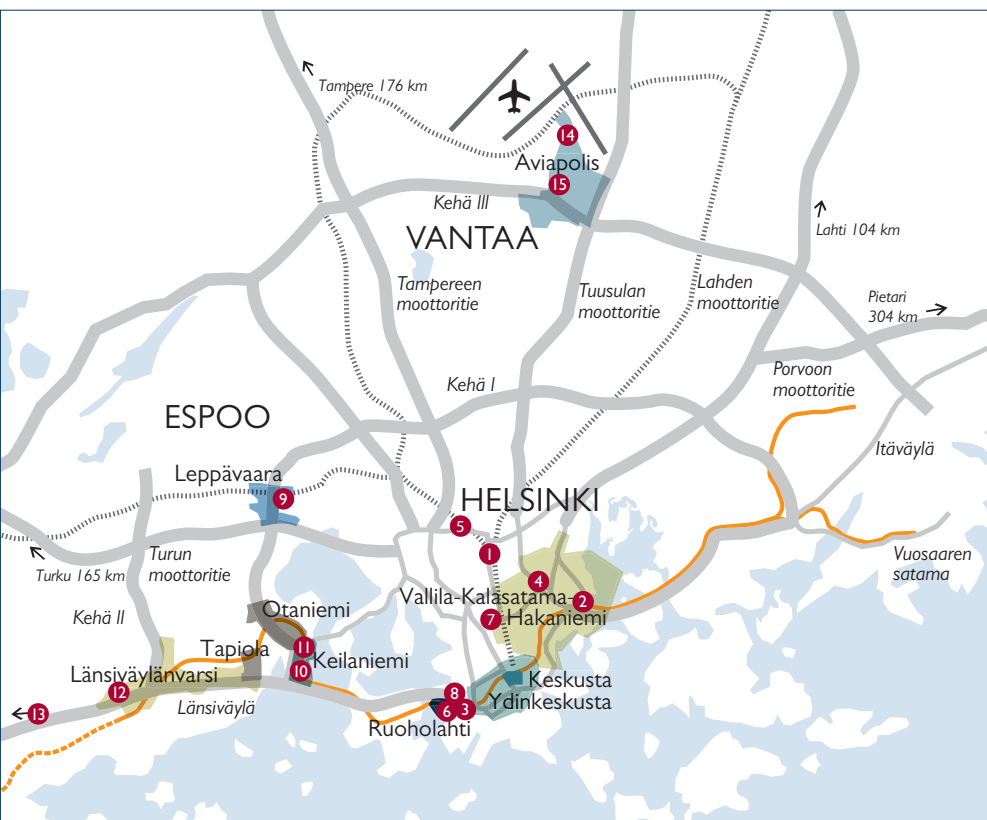 Tampere 176 km
14
Aviapolis
15
Kehä III
VANTAA
Lahti 104 km
Tampereen
moottoritie
Tuusulan
moottoritie
Lahden
moottoritie
Pietari
304 km
Kehä I
Porvoon
moottoritie
ESPOO
Itäväylä
Leppävaara
9
HELSINKI
5
1
Turku 165 km
Turun
moottoritie
Vuosaaren
satama
4
Vallila-Kalasatama-
2
Hakaniemi
7
Kehä II
Otaniemi
11
Tapiola
Keilaniemi
10
Länsiväylänvarsi
12
Keskusta
8
Ydinkeskusta
6
3
13
Länsiväylä
Ruoholahti